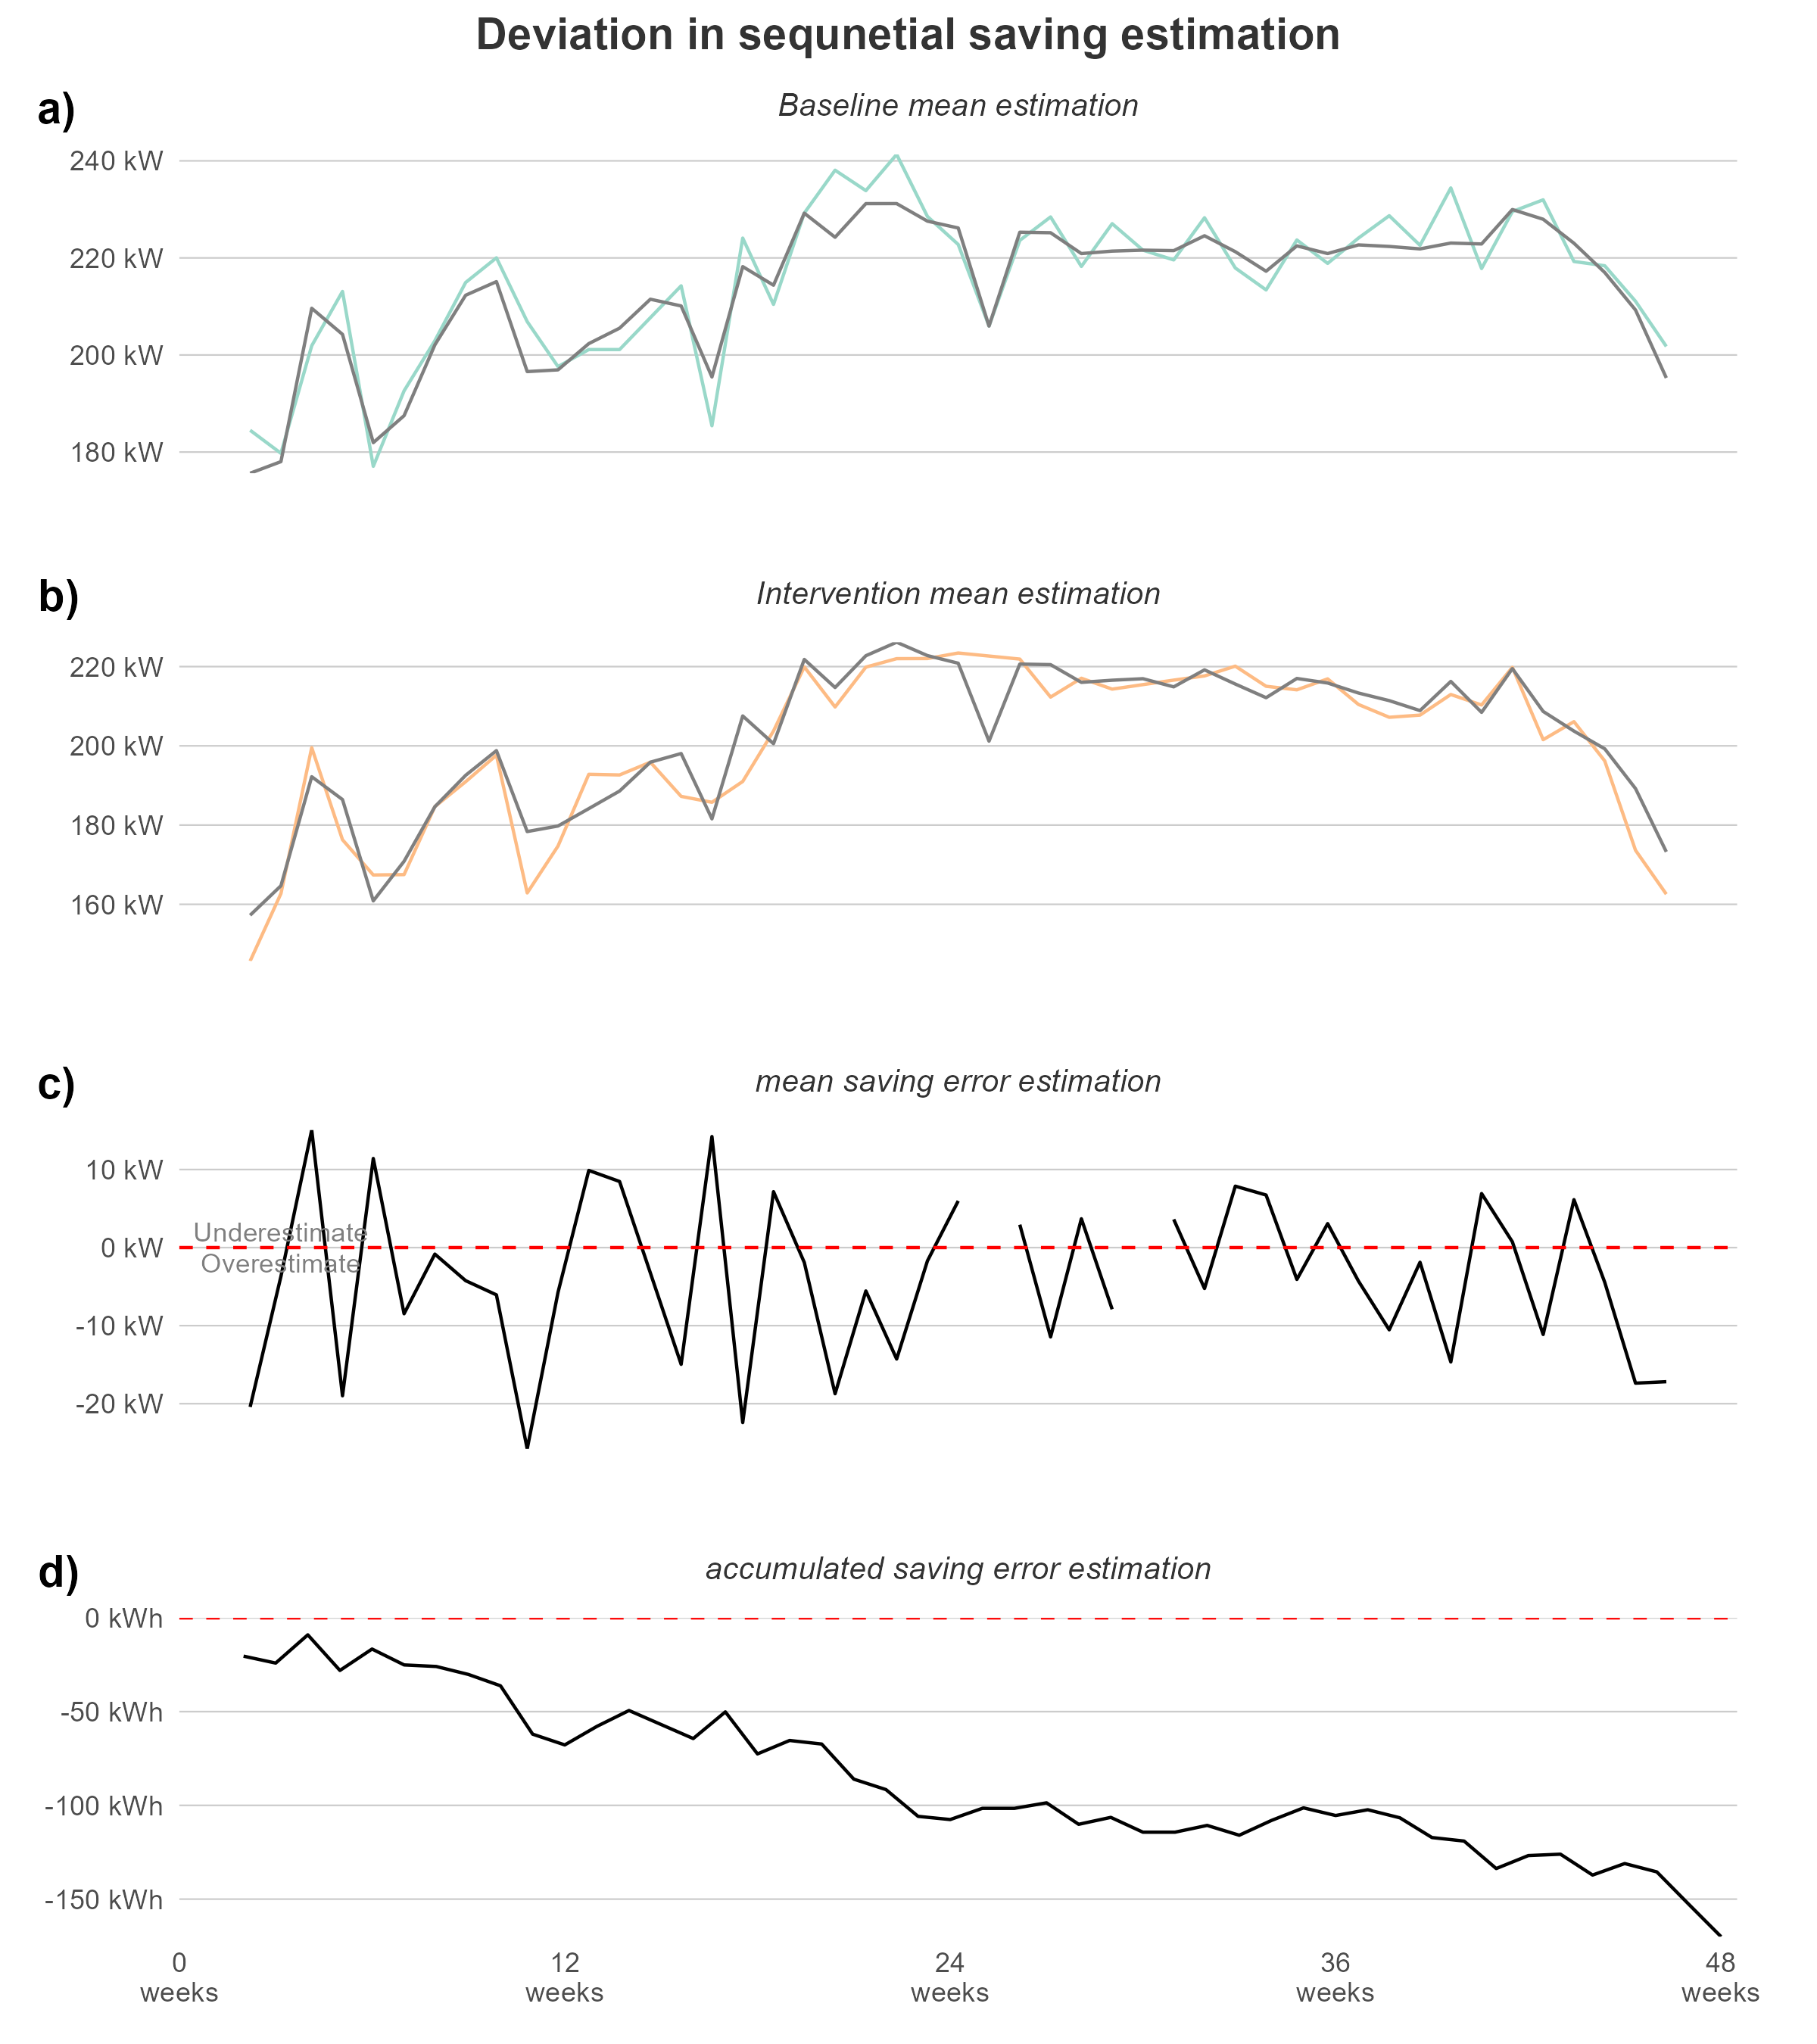 Deviation in sequnetial saving estimation
a)
Baseline mean estimation
240 kW
220 kW
200 kW
180 kW
b)
Intervention mean estimation
220 kW
200 kW
180 kW
160 kW
c)
mean saving error estimation
10 kW
Underestimate
0 kW
Overestimate
-10 kW
-20 kW
d)
accumulated saving error estimation
0 kWh
-50 kWh
-100 kWh
-150 kWh
0
weeks
12
weeks
24
weeks
36
weeks
48
weeks